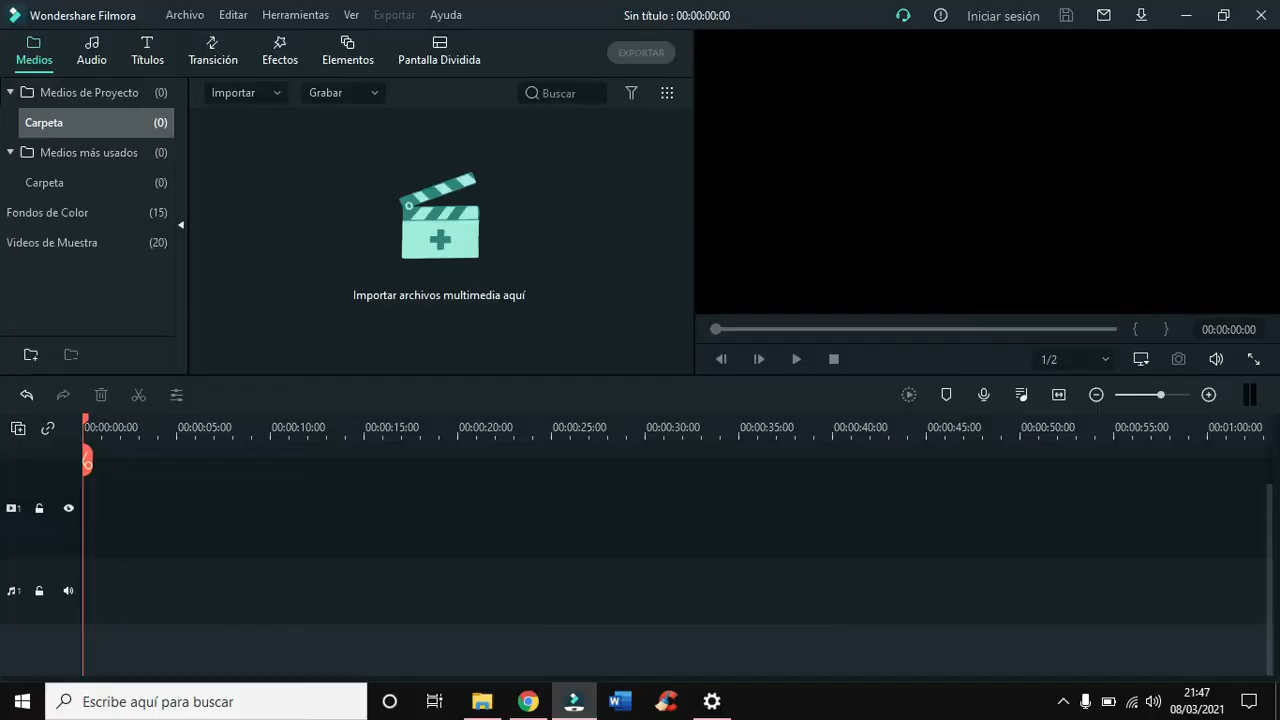 Wondershare Filmora
Archivo Editar Herramientas Ver Exportar Ayuda
Sin título : 00:00:00:00
Iniciar sesión
Medios Audio Títulos Transición Efectos Elementos Pantalla Dividida
EXPORTAR
Medios de Proyecto (0)
Carpeta (0)
Medios más usados (0)
Carpeta (0)
Fondos de Color (15)
Videos de Muestra (20)
Importar Grabar Buscar
Importar archivos multimedia aquí
{ } 00:00:00:00
1/2
00:00:00:00 00:00:05:00 00:00:10:00 00:00:15:00 00:00:20:00 00:00:25:00 00:00:30:00 00:00:35:00 00:00:40:00 00:00:45:00 00:00:50:00 00:00:55:00 00:01:00:00
1
1
Escribe aquí para buscar
21:47
08/03/2021